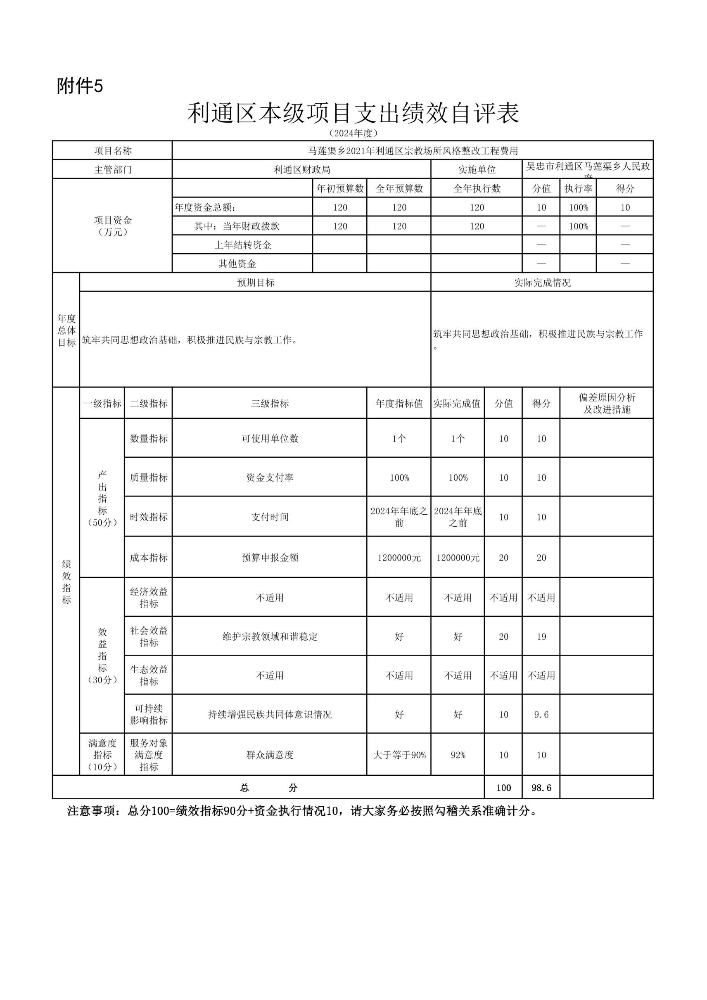 附件5
利通区本级项目支出绩效自评表
（2024年度）
项目名称 马莲渠乡2021年利通区宗教场所风格整改工程费用
主管部门 利通区财政局 实施单位 吴忠市利通区马莲渠乡人民政
项目资金
（万元）
年初预算数 全年预算数 全年执行数 分值 执行率 得分
年度资金总额： 120 120 120 10 100% 10
其中：当年财政拨款 120 120 120 — 100% —
上年结转资金 — —
其他资金 — —
年度
总体
目标
预期目标 实际完成情况
筑牢共同思想政治基础，积极推进民族与宗教工作。
筑牢共同思想政治基础，积极推进民族与宗教工作
。
绩
效
指
标
一级指标 二级指标 三级指标 年度指标值 实际完成值 分值 得分 偏差原因分析
及改进措施
产
出
指
标
（50分）
数量指标 可使用单位数 1个 1个 10 10
质量指标 资金支付率 100% 100% 10 10
时效指标 支付时间 2024年年底之
前 2024年年底
之前 10 10
成本指标 预算申报金额 1200000元 1200000元 20 20
效
益
指
标
（30分）
经济效益
指标 不适用 不适用 不适用 不适用 不适用
社会效益
指标 维护宗教领域和谐稳定 好 好 20 19
生态效益
指标 不适用 不适用 不适用 不适用 不适用
可持续
影响指标 持续增强民族共同体意识情况 好 好 10 9.6
满意度
指标
（10分）
服务对象
满意度
指标 群众满意度 大于等于90% 92% 10 10
总 分 100 98.6
注意事项：总分100=绩效指标90分+资金执行情况10，请大家务必按照勾稽关系准确计分。